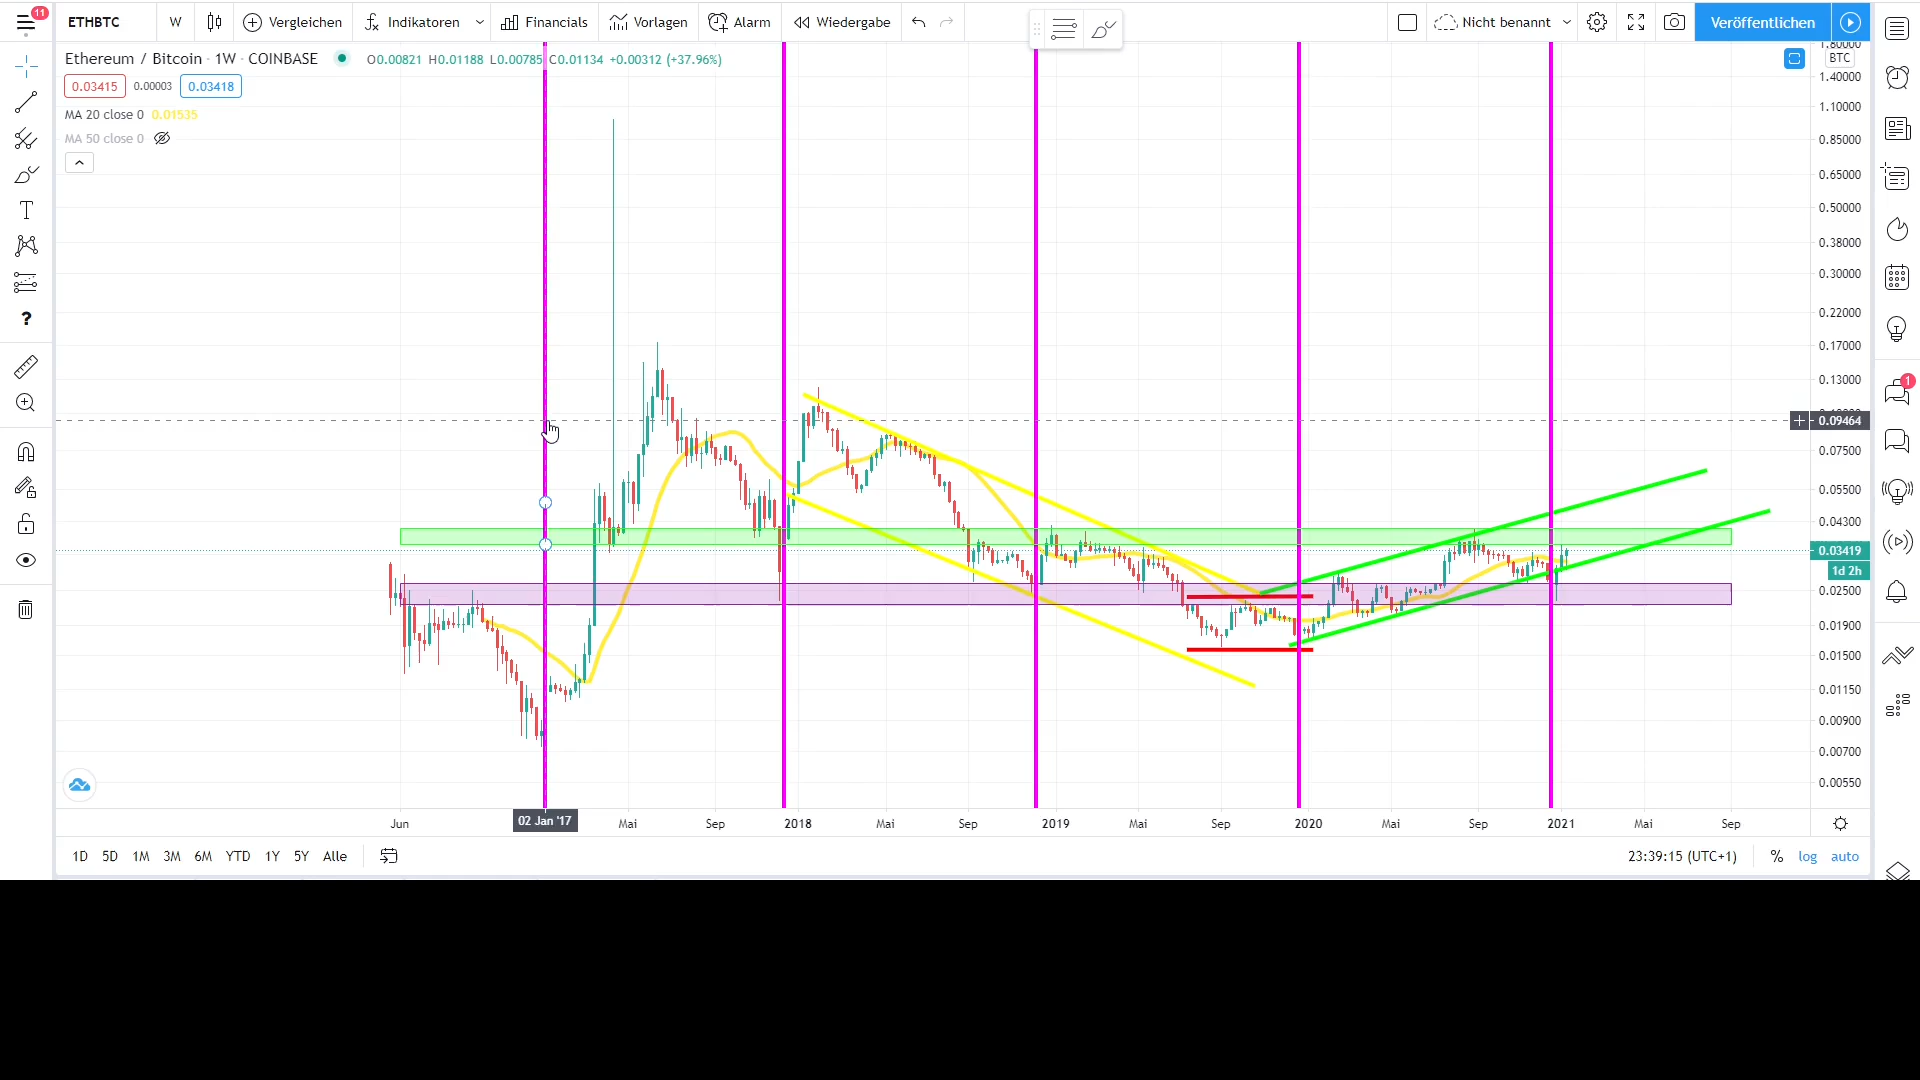 11
ETHBTC W Vergleichen Indikatoren Financials Vorlagen Alarm Wiedergabe Nicht benannt Veröffentlichen
Ethereum / Bitcoin · 1W · COINBASE O0.00821 H0.01188 L0.00785 C0.01134 +0.00312 (+37.96%)
0.03415 0.00003 0.03418
MA 20 close 0 0.01535
MA 50 close 0
BTC
1.40000
1.10000
0.85000
0.65000
0.50000
0.38000
0.30000
0.22000
0.17000
0.13000
0.09464
0.07500
0.05500
0.04300
0.03419
1d 2h
0.02500
0.01900
0.01500
0.01150
0.00900
0.00700
0.00550
1
?
Jun 02 Jan '17 Mai Sep 2018 Mai Sep 2019 Mai Sep 2020 Mai Sep 2021 Mai Sep
1D 5D 1M 3M 6M YTD 1Y 5Y Alle 23:39:15 (UTC+1) % log auto